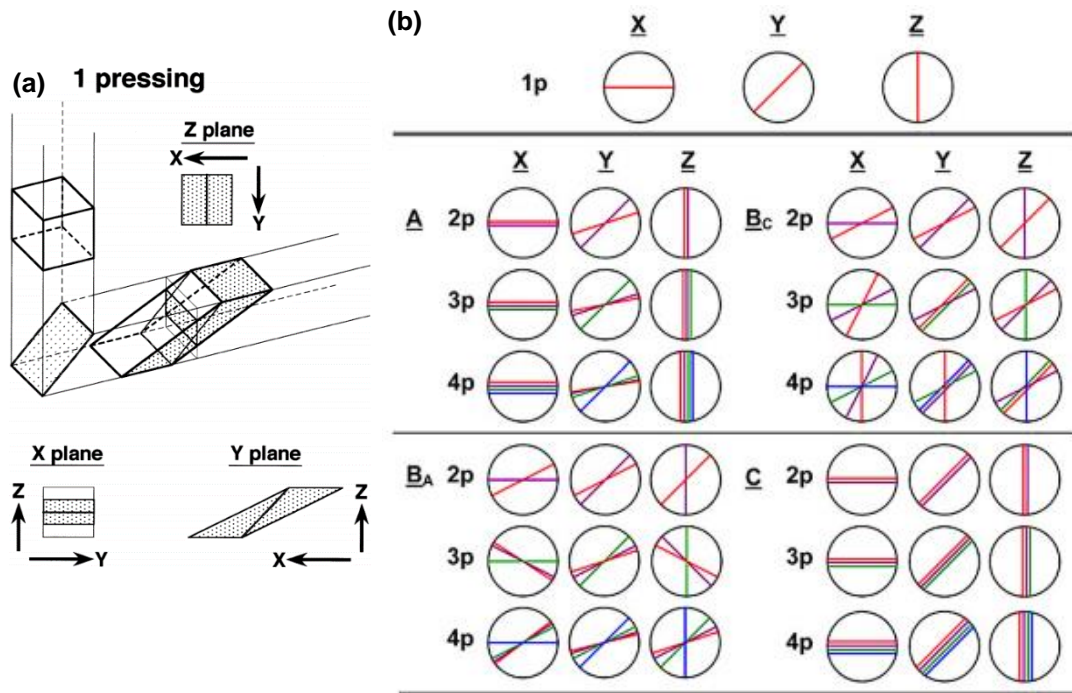 (a) 1 pressing
Z plane
X
Y
X plane
Z
Y
Y plane
Z
X
(b)
X Y Z
1p
X Y Z
A 2p
3p
4p
X Y Z
BC 2p
3p
4p
BA 2p
3p
4p
C 2p
3p
4p